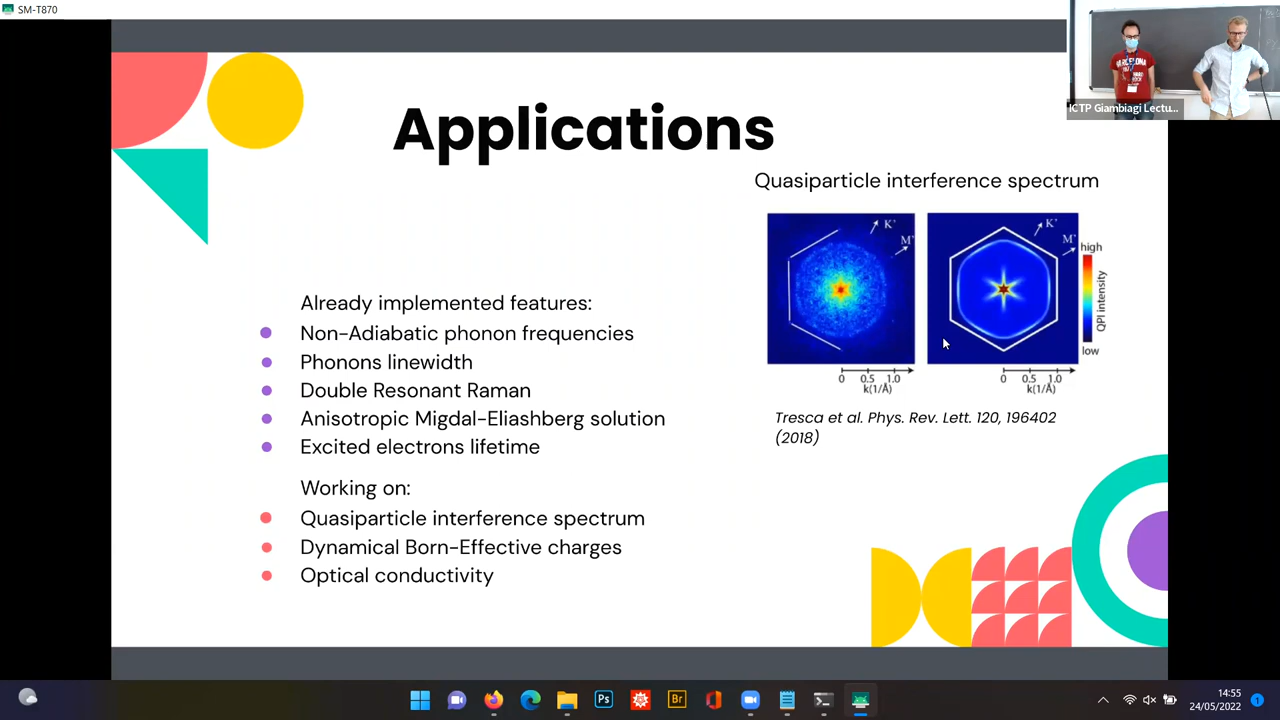 SM-T870
ICTP Giambiagi Lectu...
Applications
Quasiparticle interference spectrum
K'
M'
K'
M'
high
QPI intensity
low
0 0.5 1.0
k(1/Å)
0 0.5 1.0
k(1/Å)
Tresca et al. Phys. Rev. Lett. 120, 196402
(2018)
Already implemented features:
Non-Adiabatic phonon frequencies
Phonons linewidth
Double Resonant Raman
Anisotropic Migdal-Eliashberg solution
Excited electrons lifetime
Working on:
Quasiparticle interference spectrum
Dynamical Born-Effective charges
Optical conductivity
Ps
Br
14:55
24/05/2022
1